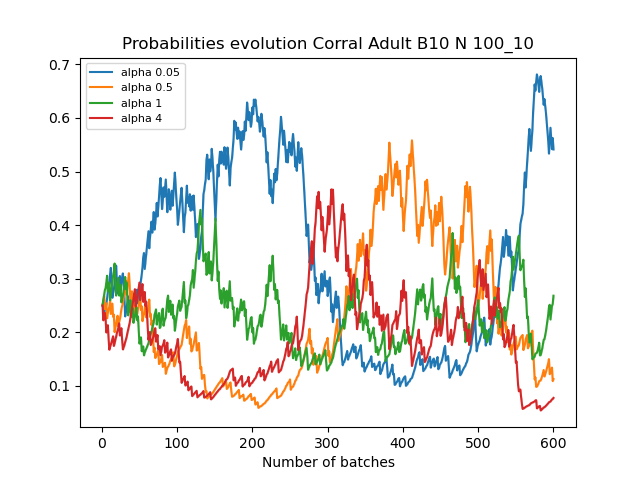 Probabilities evolution Corral Adult B10 N 100_10
alpha 0.05
alpha 0.5
alpha 1
alpha 4
0.7
0.6
0.5
0.4
0.3
0.2
0.1
0 100 200 300 400 500 600
Number of batches